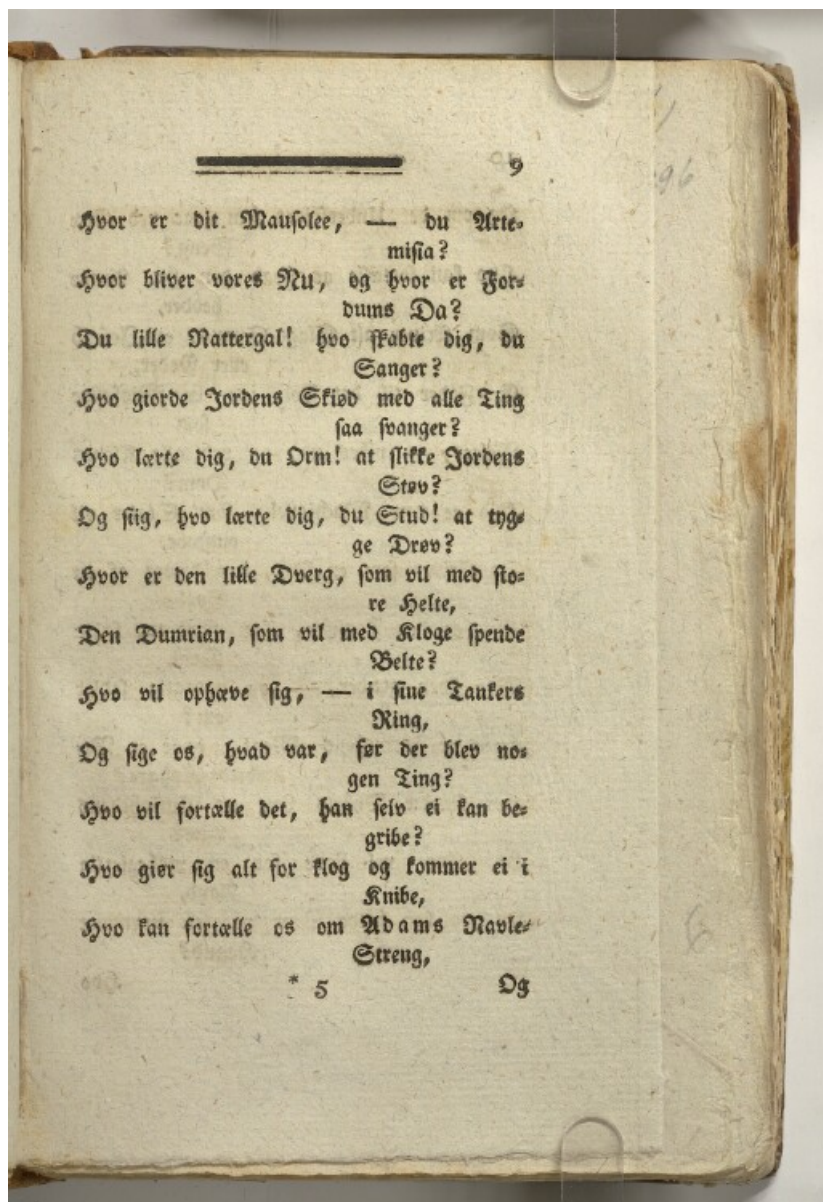 9
Hvor er dit Mausolee, — du Arte-
misia?
Hvor bliver vores Nu, og hvor er For-
dums Da?
Du lille Nattergal! hvo skabte dig, du
Sanger?
Hvo giorde Jordens Skiød med alle Ting
saa svanger?
Hvo lærte dig, du Orm! at slikke Jordens
Støv?
Og siig, hvo lærte dig, du Stud! at tyg-
ge Drøv?
Hvor er den lille Dverg, som vil med sto-
re Helte,
Den Dumrian, som vil med Kloge spende
Belte?
Hvo vil ophæve sig, — i sine Tankers
Ring,
Og sige os, hvad var, før der blev no-
gen Ting?
Hvo vil fortælle det, han selv ei kan be-
gribe?
Hvo giør sig alt for klog og kommer ei i
Knibe,
Hvo kan fortælle os om Adams Navle-
Streng,
* 5 Og